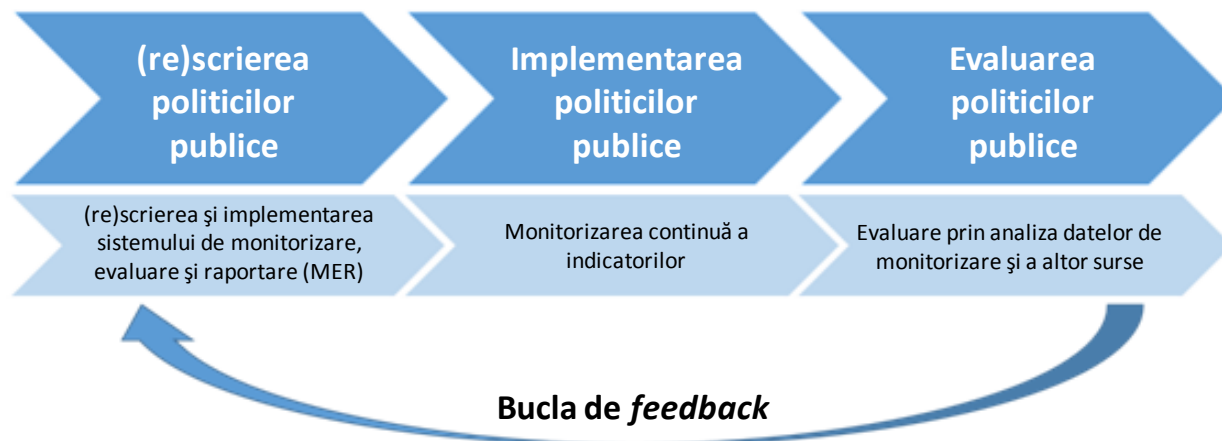 (re)scrierea
politicilor
publice
Implementarea
politicilor
publice
Evaluarea
politicilor
publice
(re)scrierea şi implementarea
sistemului de monitorizare,
evaluare şi raportare (MER)
Monitorizarea continuă a
indicatorilor
Evaluare prin analiza datelor de
monitorizare şi a altor surse
Bucla de feedback